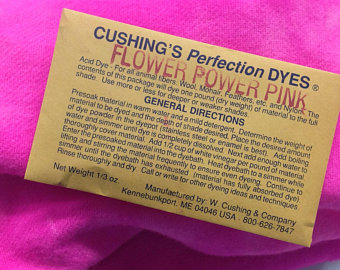 CUSHING'S Perfection DYES®
FLOWER POWER PINK
Acid Dye - For all animal fibers: Wool, Mohair, Feathers, etc. and Nylons. The
contents of this package will dye one pound (dry weight) of material to the full
shade. Use more or less for deeper or weaker shades.
GENERAL DIRECTIONS
Presoak material in warm water and a mild detergent. Determine the weight of
material to be dyed and the depth of shade desired. Place desired amount
of dye powder in the dyepot (stainless steel or enamel is best). Add boiling
water and simmer until dye is completely dissolved. Next add enough water to
thoroughly cover material. Add 1/2 cup of white vinegar per pound of material.
Enter the presoaked material into the dyebath. Heat dyebath to a simmer while
lifting and stirring the material frequently to ensure even dyeing. Continue to
simmer until the dyebath has exhausted (material has fully absorbed dye)
Rinse thoroughly and dry. Call or write for other dyeing ideas and techniques
Net Weight 1/3 oz
Manufactured by: W. Cushing & Company
Kennebunkport, ME 04046 USA 800-626-7847